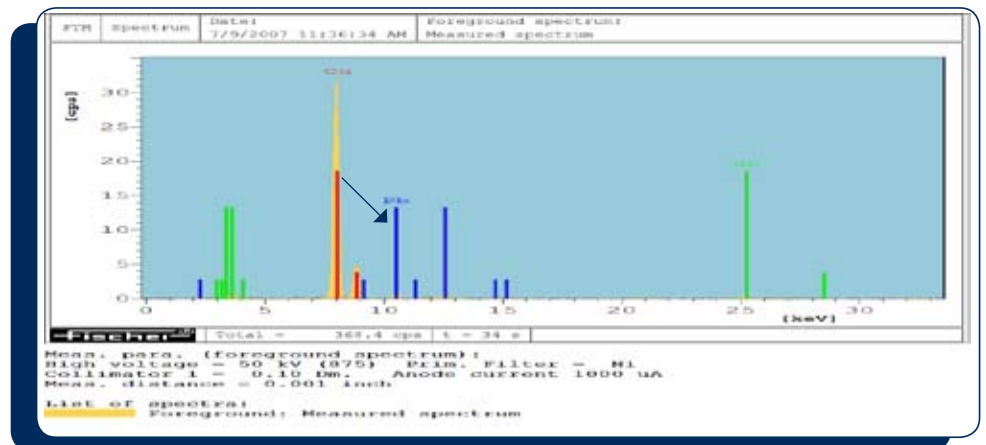 FTM Spectrum Date: Foreground spectrum:
7/9/2007 11:36:34 AM Measured spectrum
[cps]
30
25
20
15
10
5
0
0 5 10 15 20 25 30
[keV]
Fischer Total = 368.4 cps t = 34 s
Meas. para. (foreground spectrum):
High voltage = 50 kV (875) Prim. Filter = Ni
Collimator 1 = 0.10 Dm. Anode current 1000 uA
Meas. distance = 0.001 inch
List of spectra:
Foreground: Measured spectrum